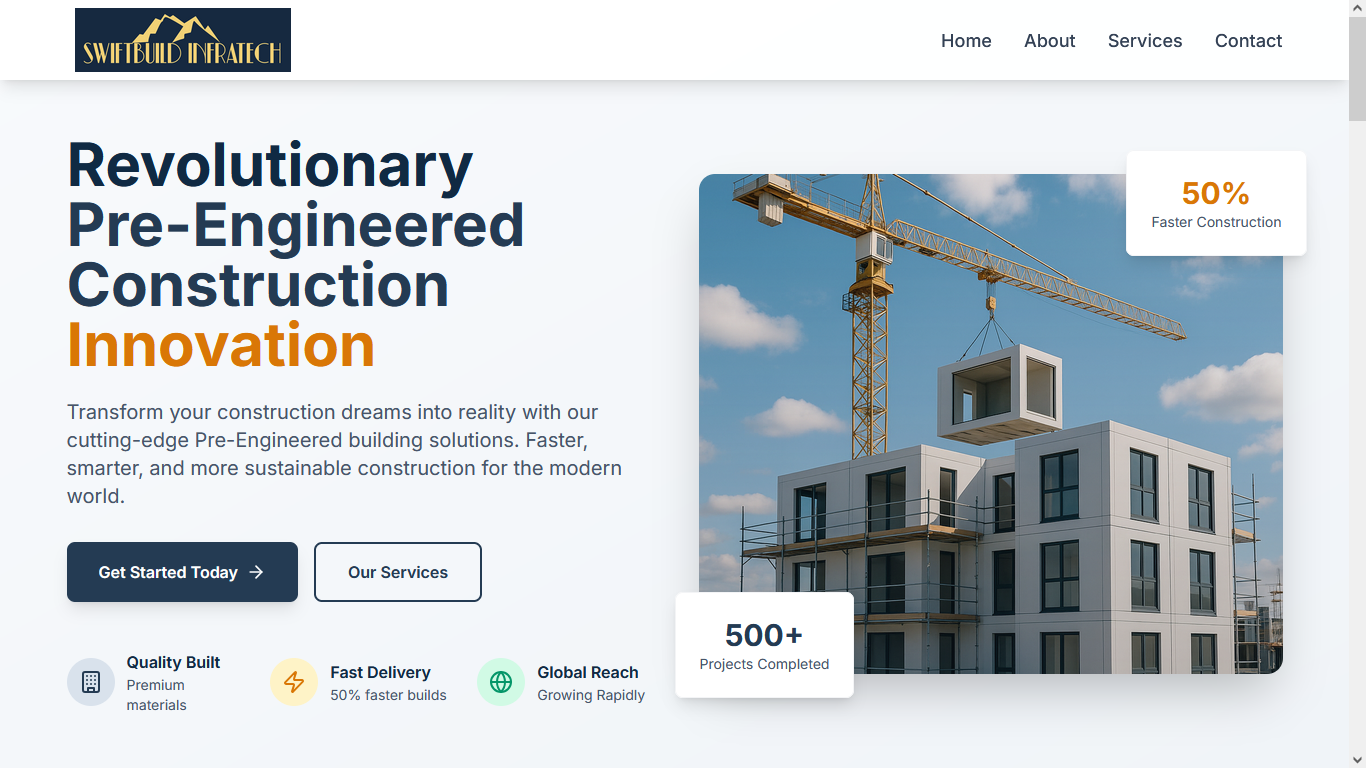 SWIFTBUILD INFRATECH
Home About Services Contact
Revolutionary
Pre-Engineered
Construction
Innovation
Transform your construction dreams into reality with our
cutting-edge Pre-Engineered building solutions. Faster,
smarter, and more sustainable construction for the modern
world.
Get Started Today
Our Services
Quality Built
Premium
materials
Fast Delivery
50% faster builds
Global Reach
Growing Rapidly
50%
Faster Construction
500+
Projects Completed